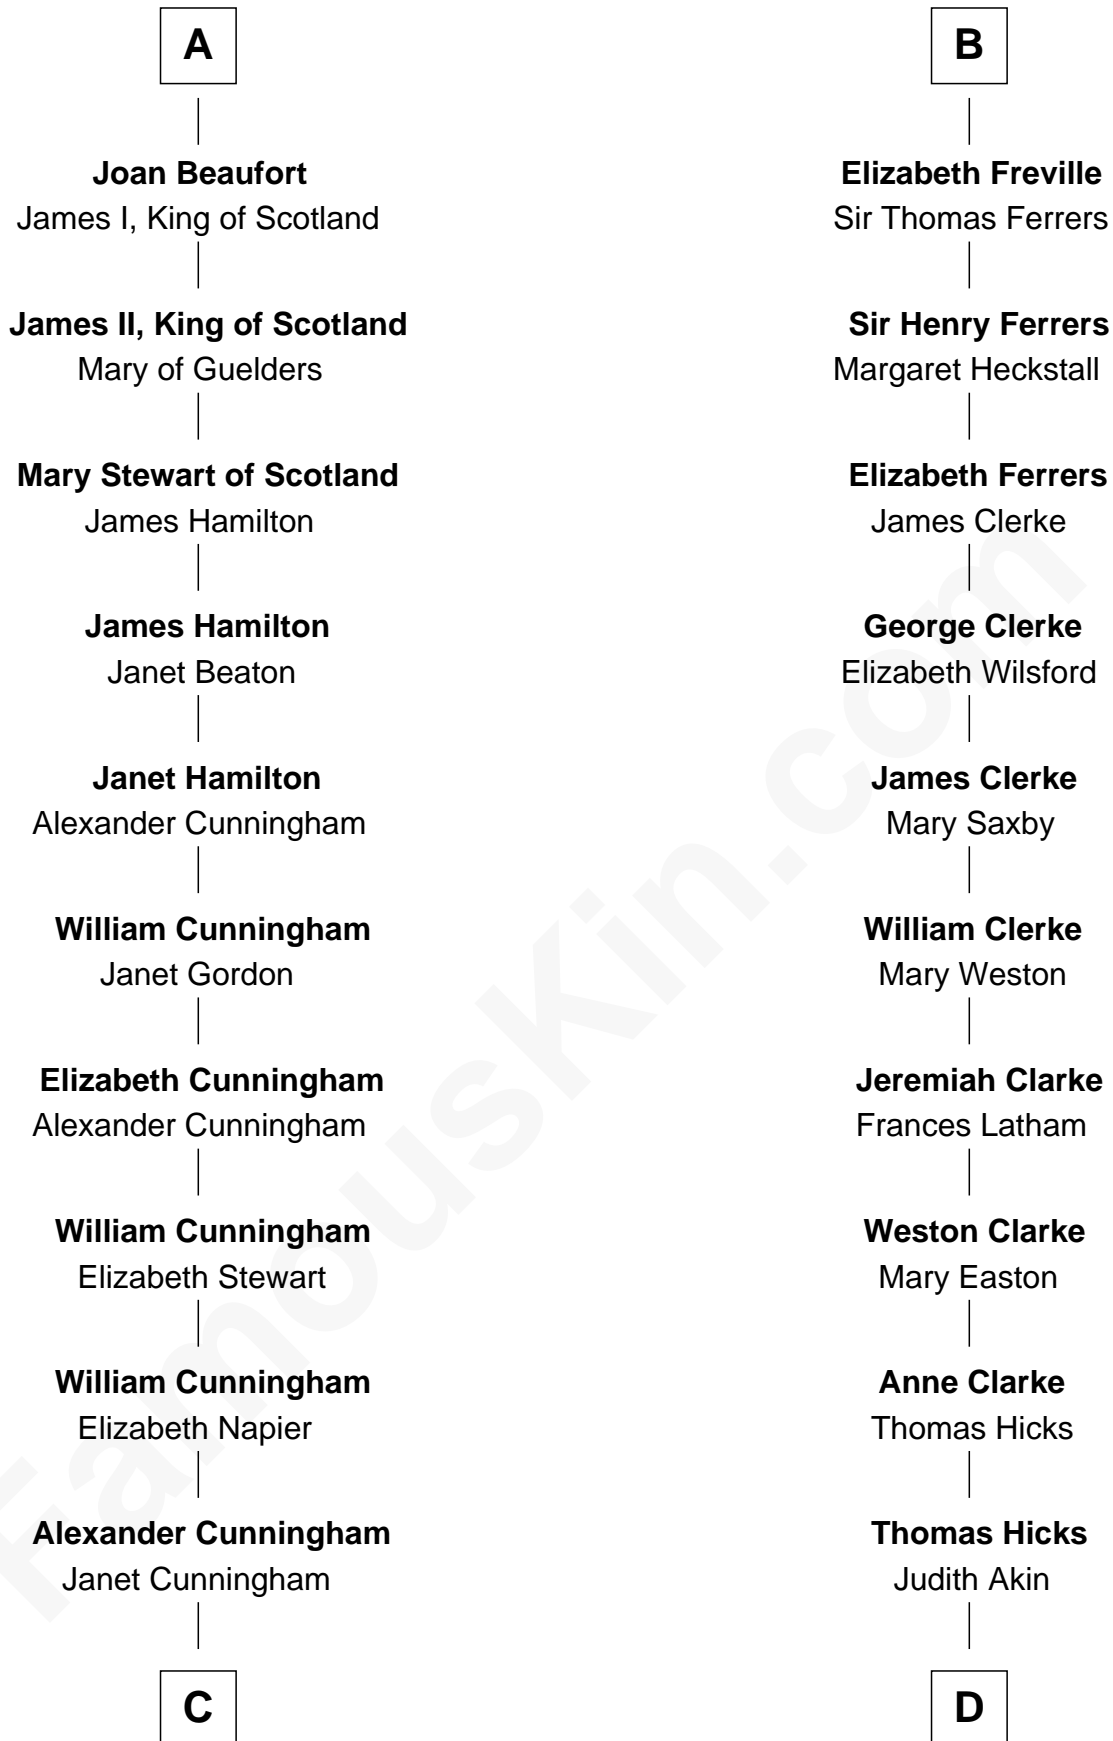 A
Joan Beaufort
James I, King of Scotland
James II, King of Scotland
Mary of Guelders
Mary Stewart of Scotland
James Hamilton
James Hamilton
Janet Beaton
Janet Hamilton
Alexander Cunningham
William Cunningham
Janet Gordon
Elizabeth Cunningham
Alexander Cunningham
William Cunningham
Elizabeth Stewart
William Cunningham
Elizabeth Napier
Alexander Cunningham
Janet Cunningham
C
B
Elizabeth Freville
Sir Thomas Ferrers
Sir Henry Ferrers
Margaret Heckstall
Elizabeth Ferrers
James Clerke
George Clerke
Elizabeth Wilsford
James Clerke
Mary Saxby
William Clerke
Mary Weston
Jeremiah Clarke
Frances Latham
Weston Clarke
Mary Easton
Anne Clarke
Thomas Hicks
Thomas Hicks
Judith Akin
D
FamousKin.com